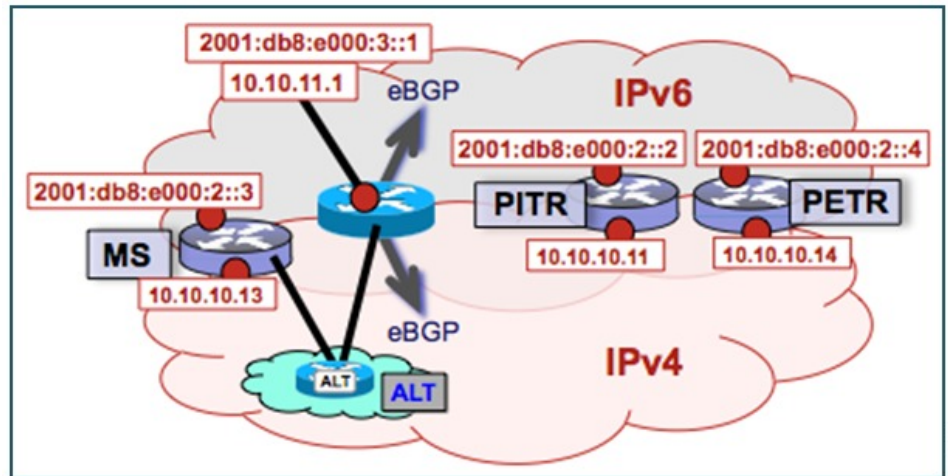 2001:db8:e000:3::1
10.10.11.1
eBGP
IPv6
2001:db8:e000:2::2
2001:db8:e000:2::4
2001:db8:e000:2::3
PITR
PETR
MS
10.10.10.11
10.10.10.14
10.10.10.13
eBGP
IPv4
ALT
ALT